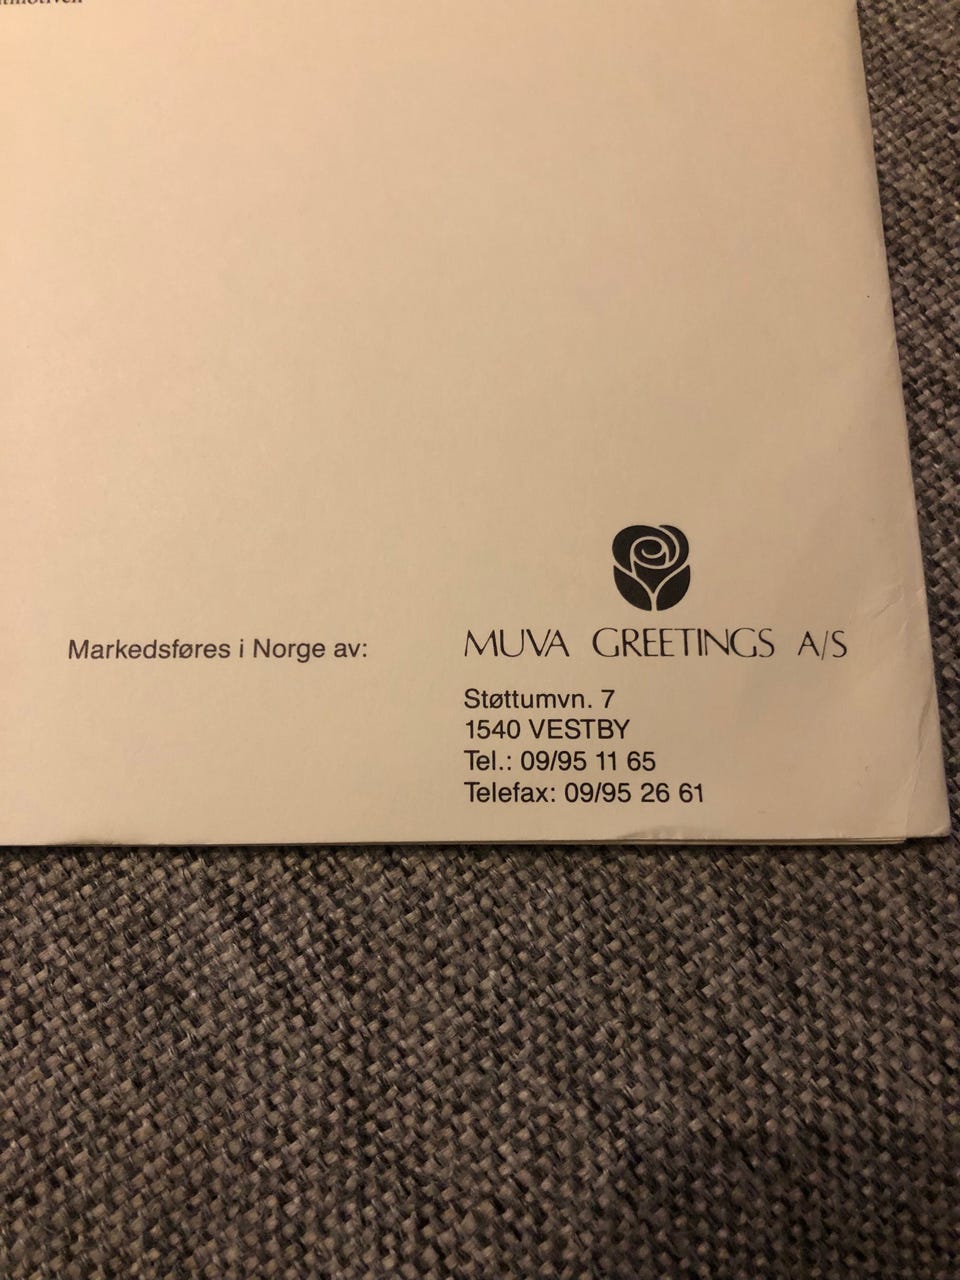 Markedsføres i Norge av:
MUVA GREETINGS A/S
Støttumvn. 7
1540 VESTBY
Tel.: 09/95 11 65
Telefax: 09/95 26 61